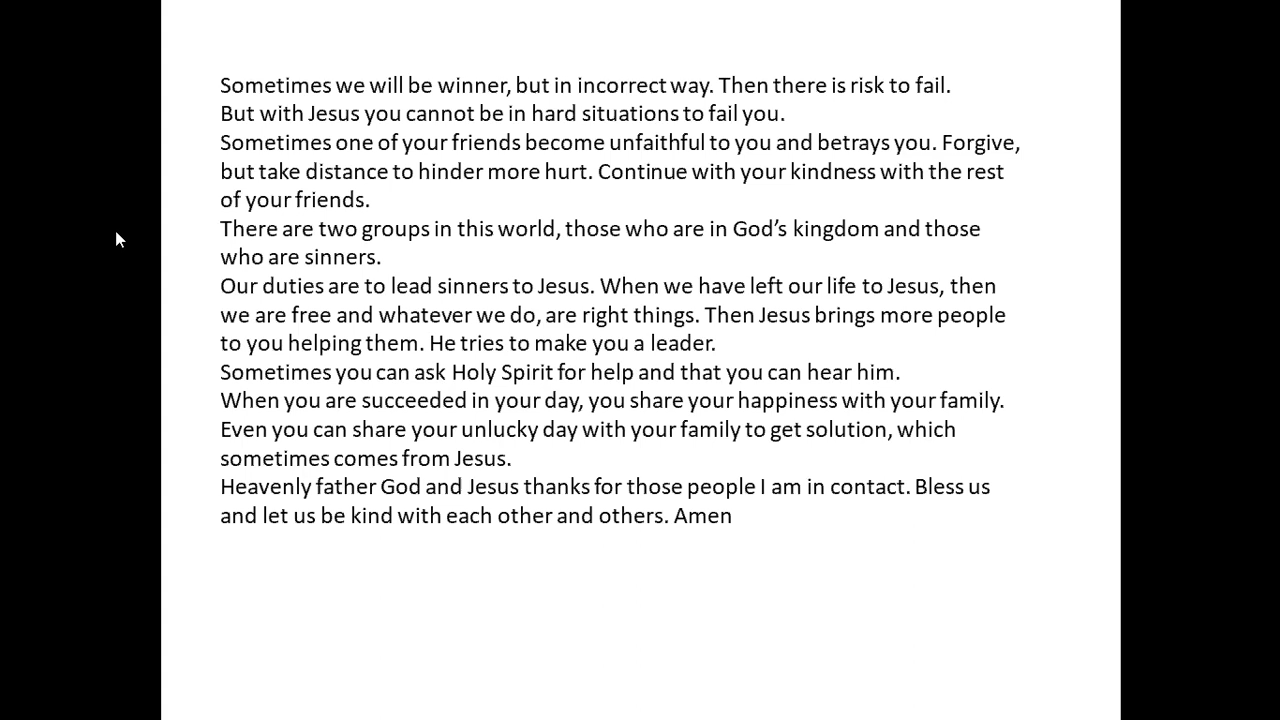 Sometimes we will be winner, but in incorrect way. Then there is risk to fail.
But with Jesus you cannot be in hard situations to fail you.
Sometimes one of your friends become unfaithful to you and betrays you. Forgive,
but take distance to hinder more hurt. Continue with your kindness with the rest
of your friends.
There are two groups in this world, those who are in God’s kingdom and those
who are sinners.
Our duties are to lead sinners to Jesus. When we have left our life to Jesus, then
we are free and whatever we do, are right things. Then Jesus brings more people
to you helping them. He tries to make you a leader.
Sometimes you can ask Holy Spirit for help and that you can hear him.
When you are succeeded in your day, you share your happiness with your family.
Even you can share your unlucky day with your family to get solution, which
sometimes comes from Jesus.
Heavenly father God and Jesus thanks for those people I am in contact. Bless us
and let us be kind with each other and others. Amen